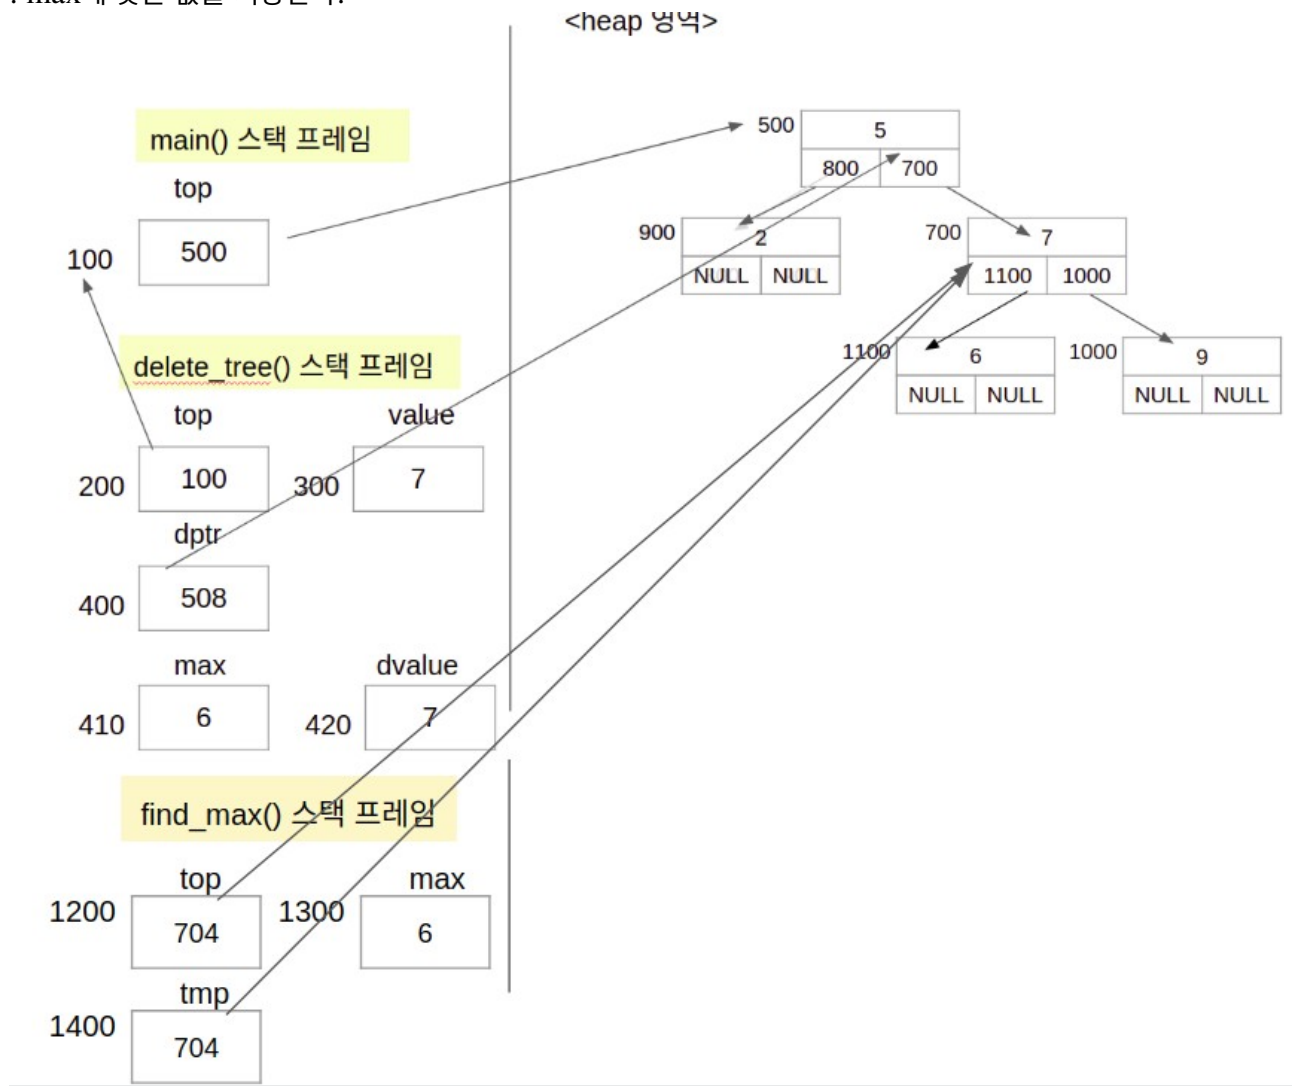 <heap 영역>
main() 스택 프레임
top
100
500
delete_tree() 스택 프레임
top
value
200
100
300
7
dptr
400
508
max
dvalue
410
6
420
7
find_max() 스택 프레임
top
max
1200
704
1300
6
tmp
1400
704
500
5
800
700
900
2
NULL
NULL
700
7
1100
1000
1100
6
NULL
NULL
1000
9
NULL
NULL